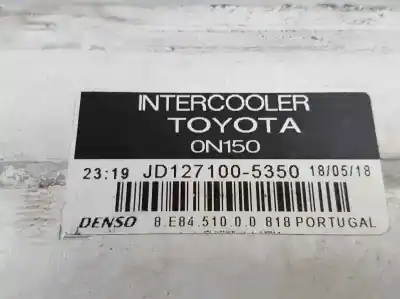 INTERCOOLER
TOYOTA
0N150
23:19 JD127100-5350 18/05/18
DENSO 8.E84.510.0.0 818 PORTUGAL